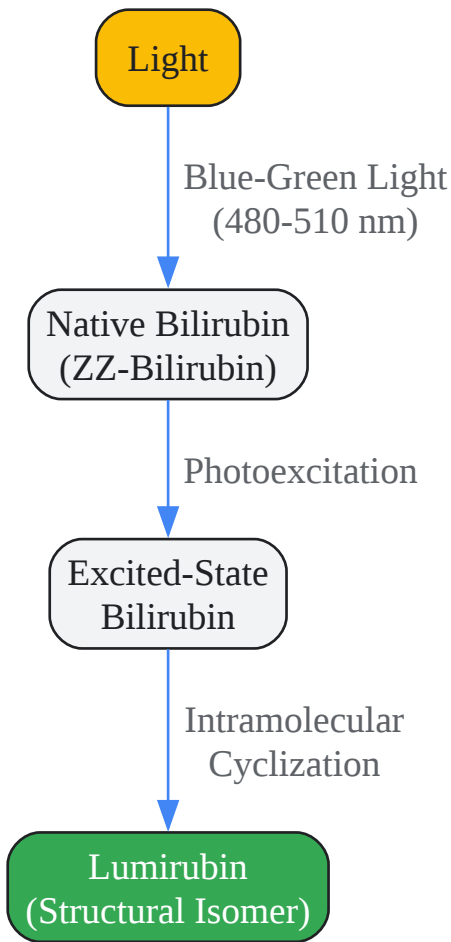 Light
Blue-Green Light
(480-510 nm)
Native Bilirubin
(ZZ-Bilirubin)
Photoexcitation
Excited-State
Bilirubin
Intramolecular
Cyclization
Lumirubin
(Structural Isomer)